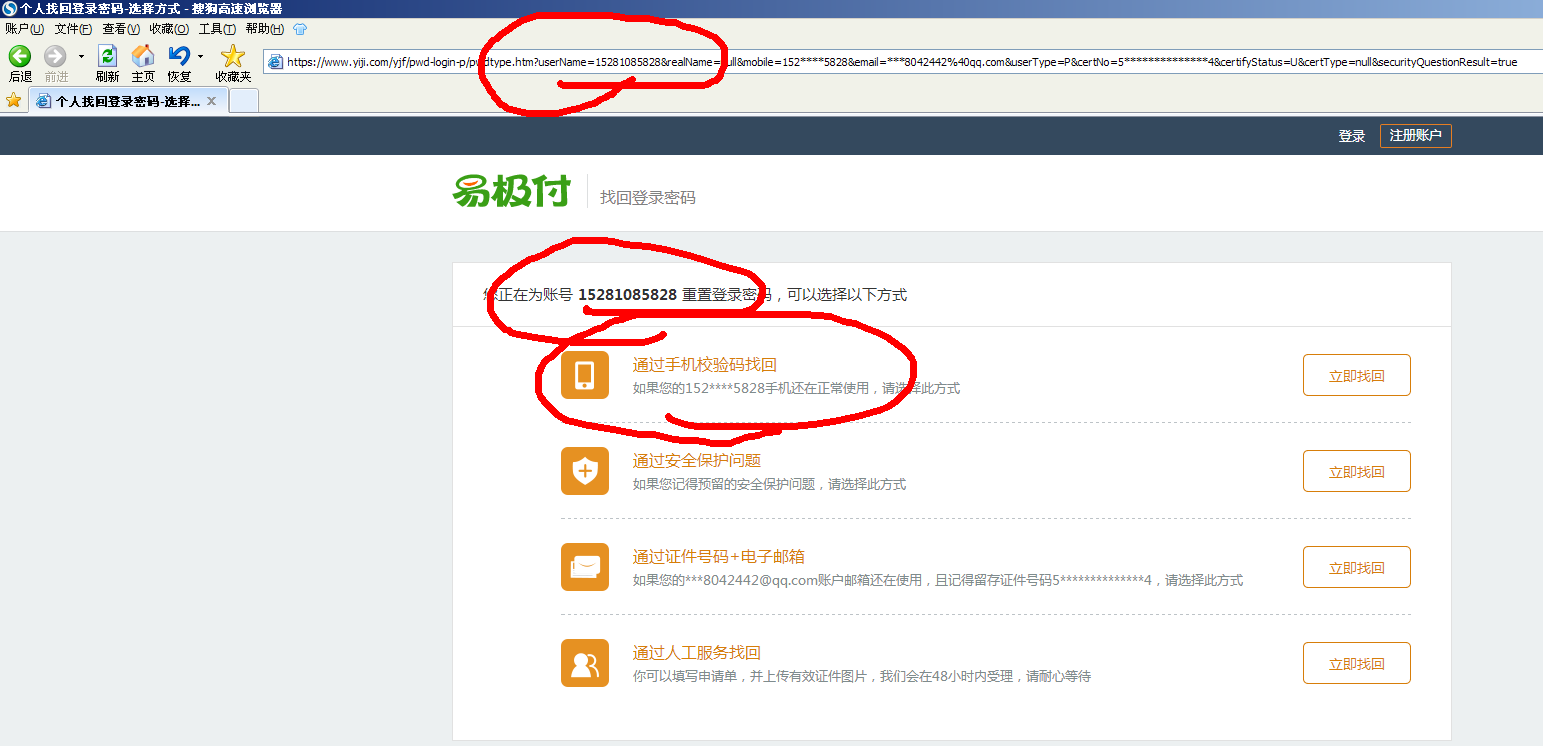 个人找回登录密码-选择方式 - 搜狗高速浏览器
账户(U) 文件(F) 查看(V) 收藏(O) 工具(T) 帮助(H)
后退 前进 刷新 主页 恢复 收藏夹
https://www.yiji.com/yjf/pwd-login-p/pwdtype.htm?userName=15281085828&realName=null&mobile=152****5828&email=***8042442%40qq.com&userType=P&certNo=5**************4&certifyStatus=U&certType=null&securityQuestionResult=true
个人找回登录密码-选择... x
登录 注册账户
易极付 找回登录密码
您正在为账号 15281085828 重置登录密码，可以选择以下方式
通过手机校验码找回
如果您的152****5828手机还在正常使用，请选择此方式
立即找回
通过安全保护问题
如果您记得预留的安全保护问题，请选择此方式
立即找回
通过证件号码+电子邮箱
如果您的***8042442@qq.com账户邮箱还在使用，且记得留存证件号码5**************4，请选择此方式
立即找回
通过人工服务找回
你可以填写申请单，并上传有效证件图片，我们会在48小时内受理，请耐心等待
立即找回